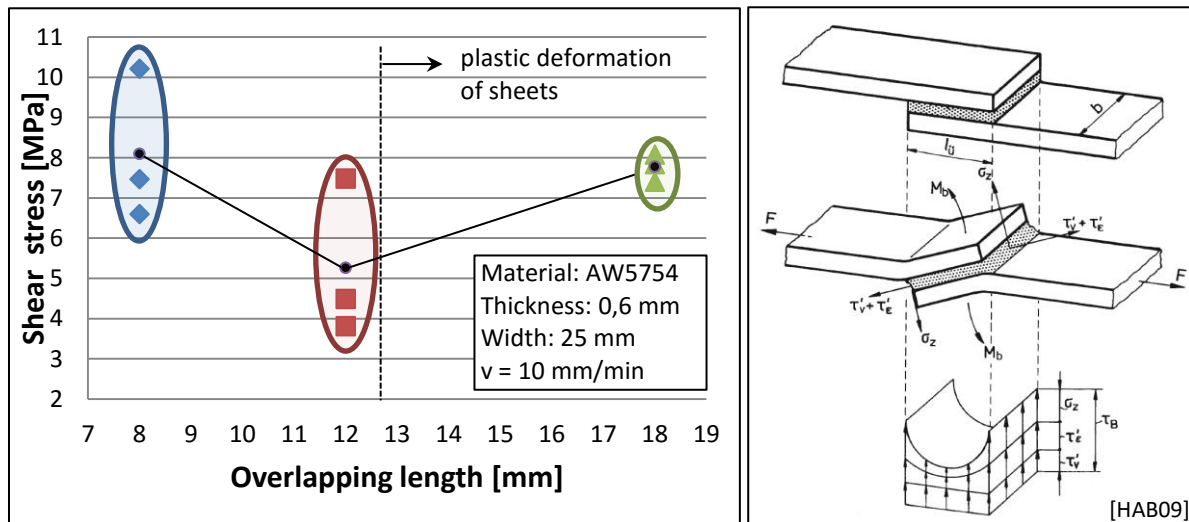 Shear stress [MPa]
11
10
9
8
7
6
5
4
3
2
plastic deformation
of sheets
Material: AW5754
Thickness: 0,6 mm
Width: 25 mm
v = 10 mm/min
7 8 9 10 11 12 13 14 15 16 17 18 19
Overlapping length [mm]
b
lü
σz
Mb
F
τ'γ + τ'ε
F
τ'γ + τ'ε
σz
Mb
σz
τB
τ'ε
τ'γ
[HAB09]